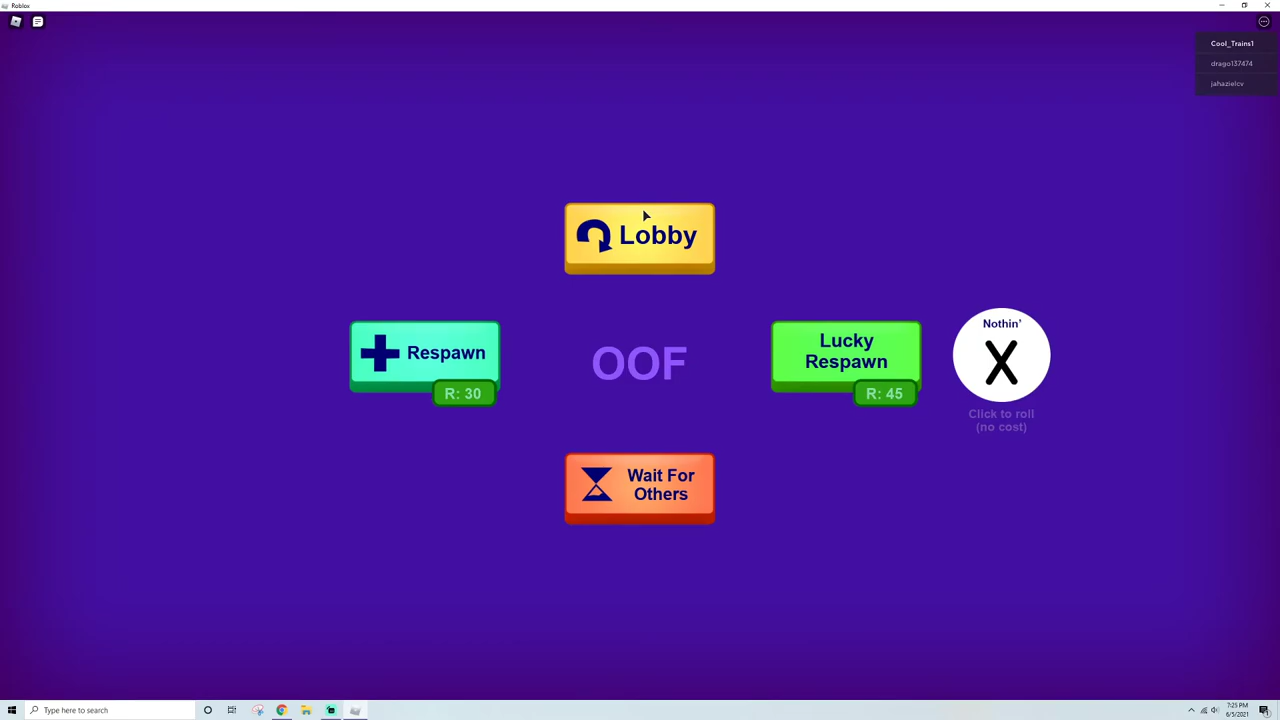 Roblox
Cool_Trains1
drago137474
jahazielcv
Lobby
Respawn
R: 30
OOF
Lucky
Respawn
R: 45
Nothin'
X
Click to roll
(no cost)
Wait For
Others
Type here to search
7:25 PM
6/5/2021